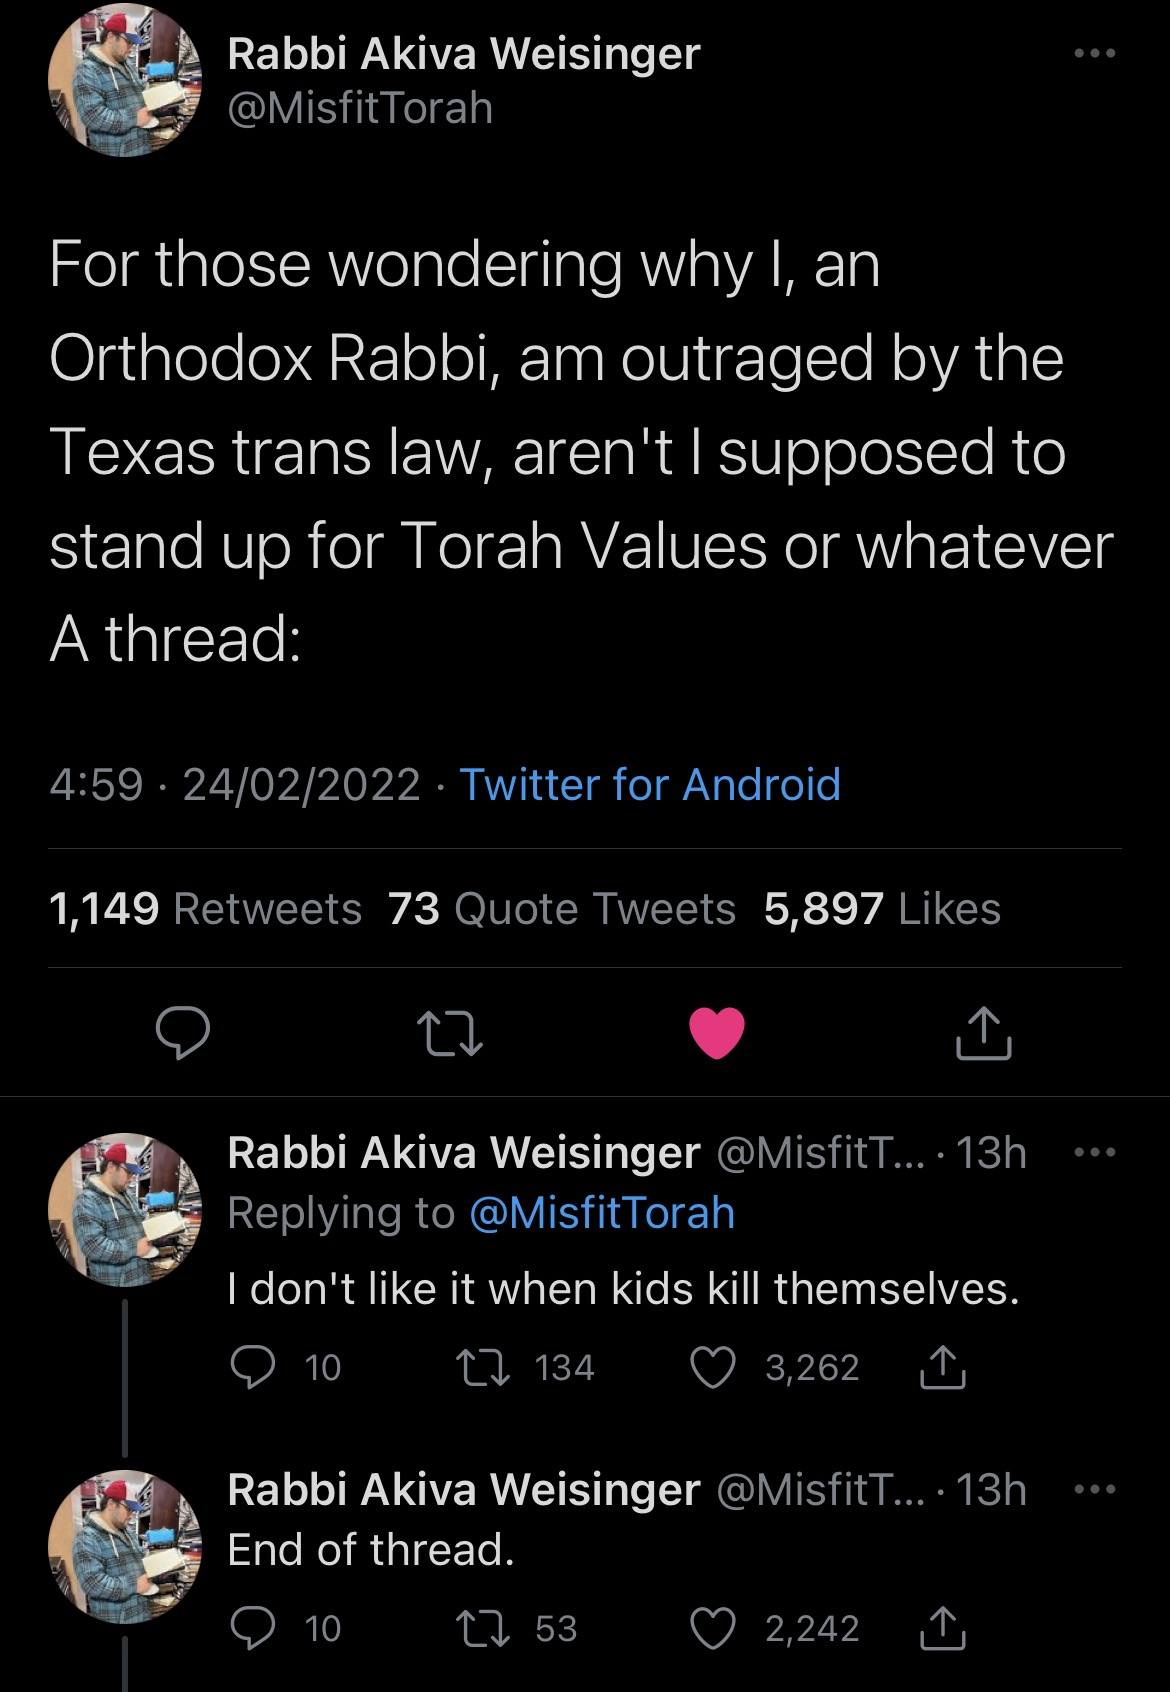 Rabbi Akiva Weisinger
@MisfitTorah
For those wondering why I, an
Orthodox Rabbi, am outraged by the
Texas trans law, aren't I supposed to
stand up for Torah Values or whatever
A thread:
4:59 · 24/02/2022 · Twitter for Android
1,149 Retweets 73 Quote Tweets 5,897 Likes
Rabbi Akiva Weisinger @MisfitT... · 13h
Replying to @MisfitTorah
I don't like it when kids kill themselves.
10 134 3,262
Rabbi Akiva Weisinger @MisfitT... · 13h
End of thread.
10 53 2,242